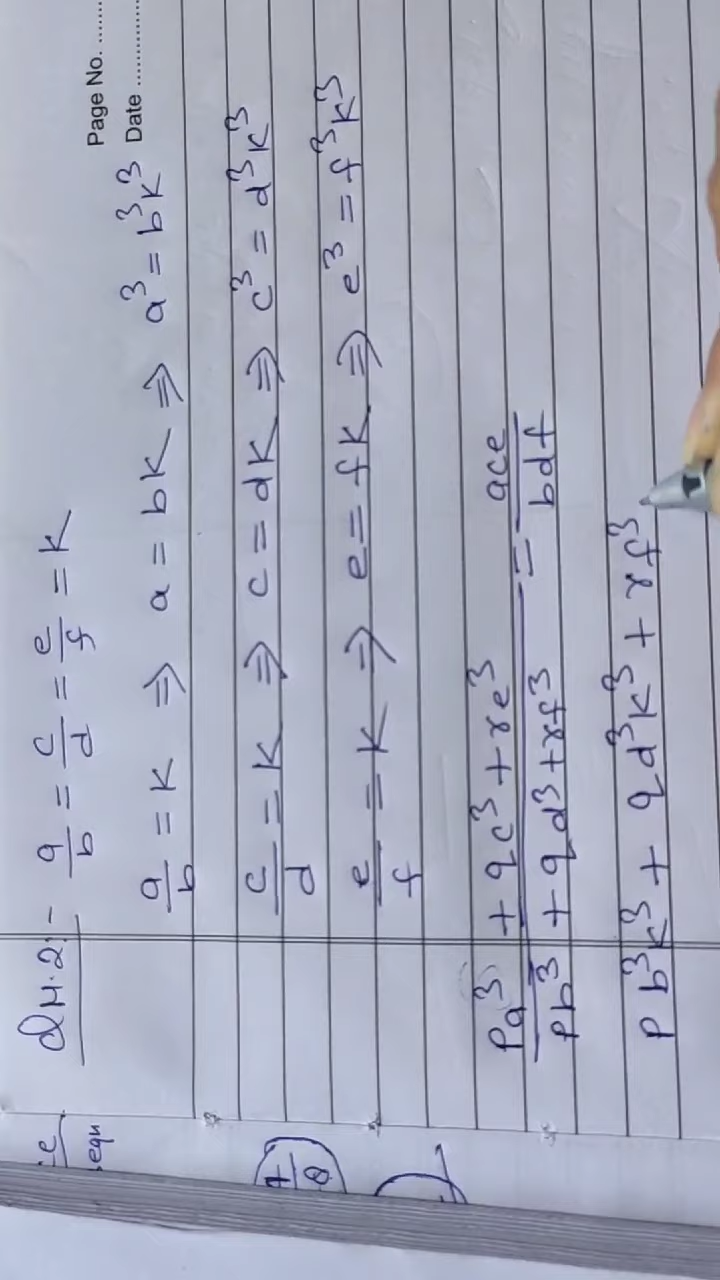 Page No. ........
Date ................
Qu.2:- a/b = c/d = e/f = K
a/b = K ⇒ a = bK ⇒ a³ = b³K³
c/d = K ⇒ c = dK ⇒ c³ = d³K³
e/f = K ⇒ e = fK ⇒ e³ = f³K³
Pa³ + qc³ + re³ / Pb³ + qd³ + rf³ = ace / bdf
Pb³K³ + qd³K³ + rf³
eqn